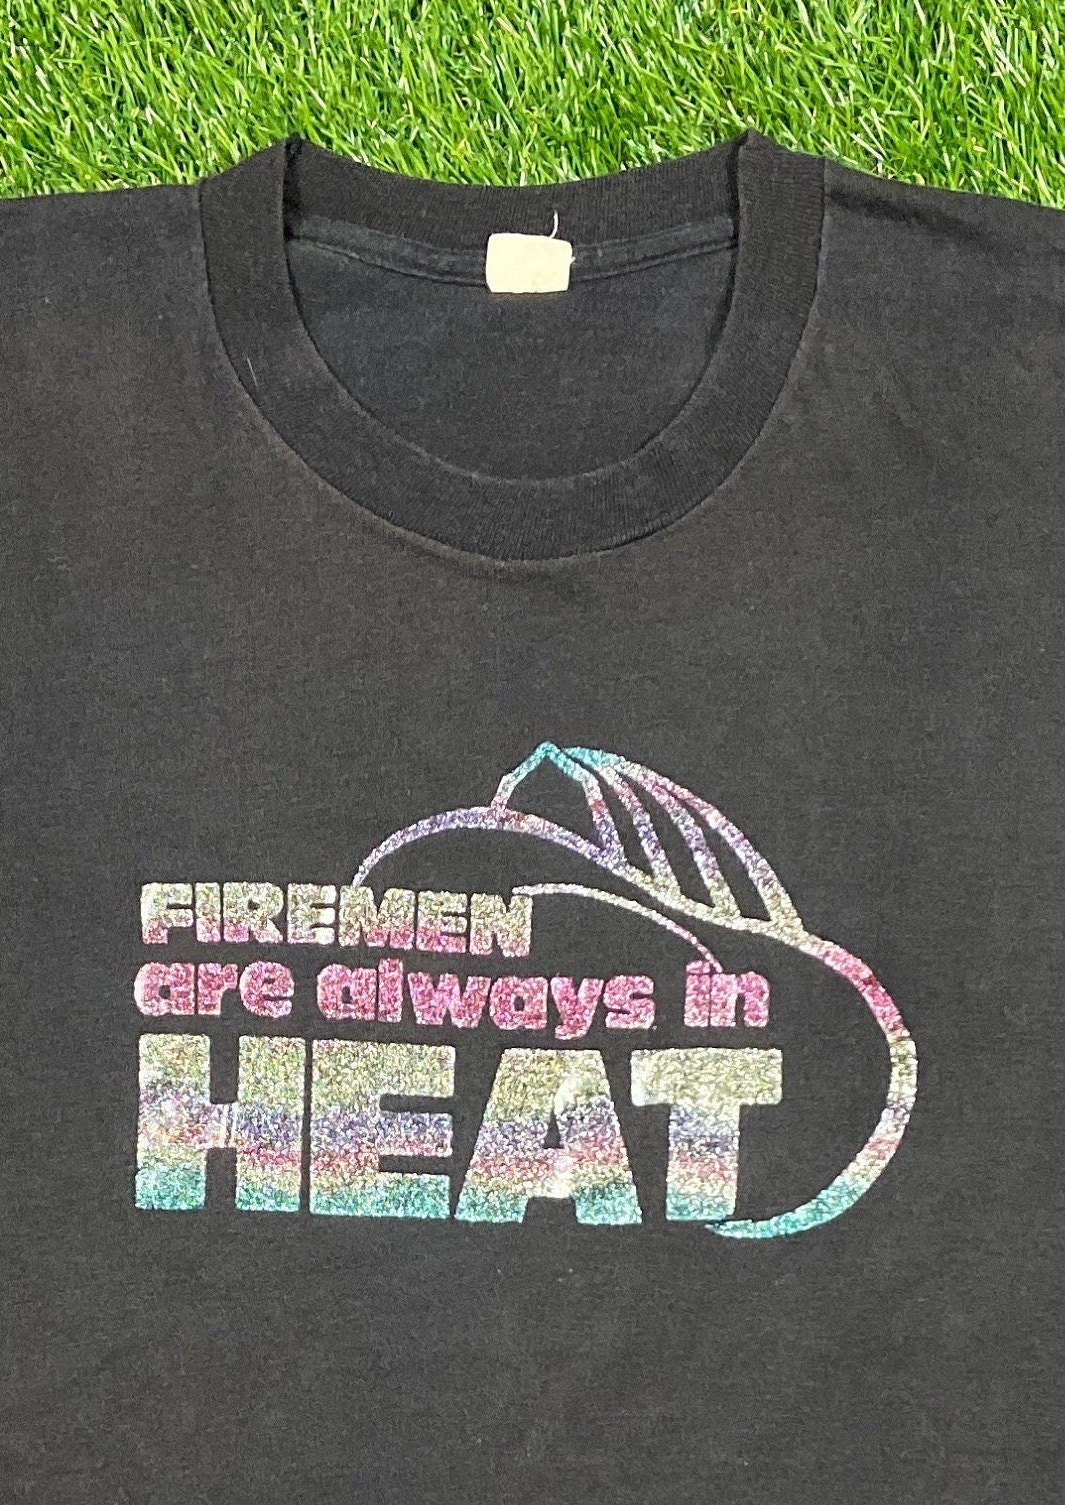 FIREMEN
are always in
HEAT